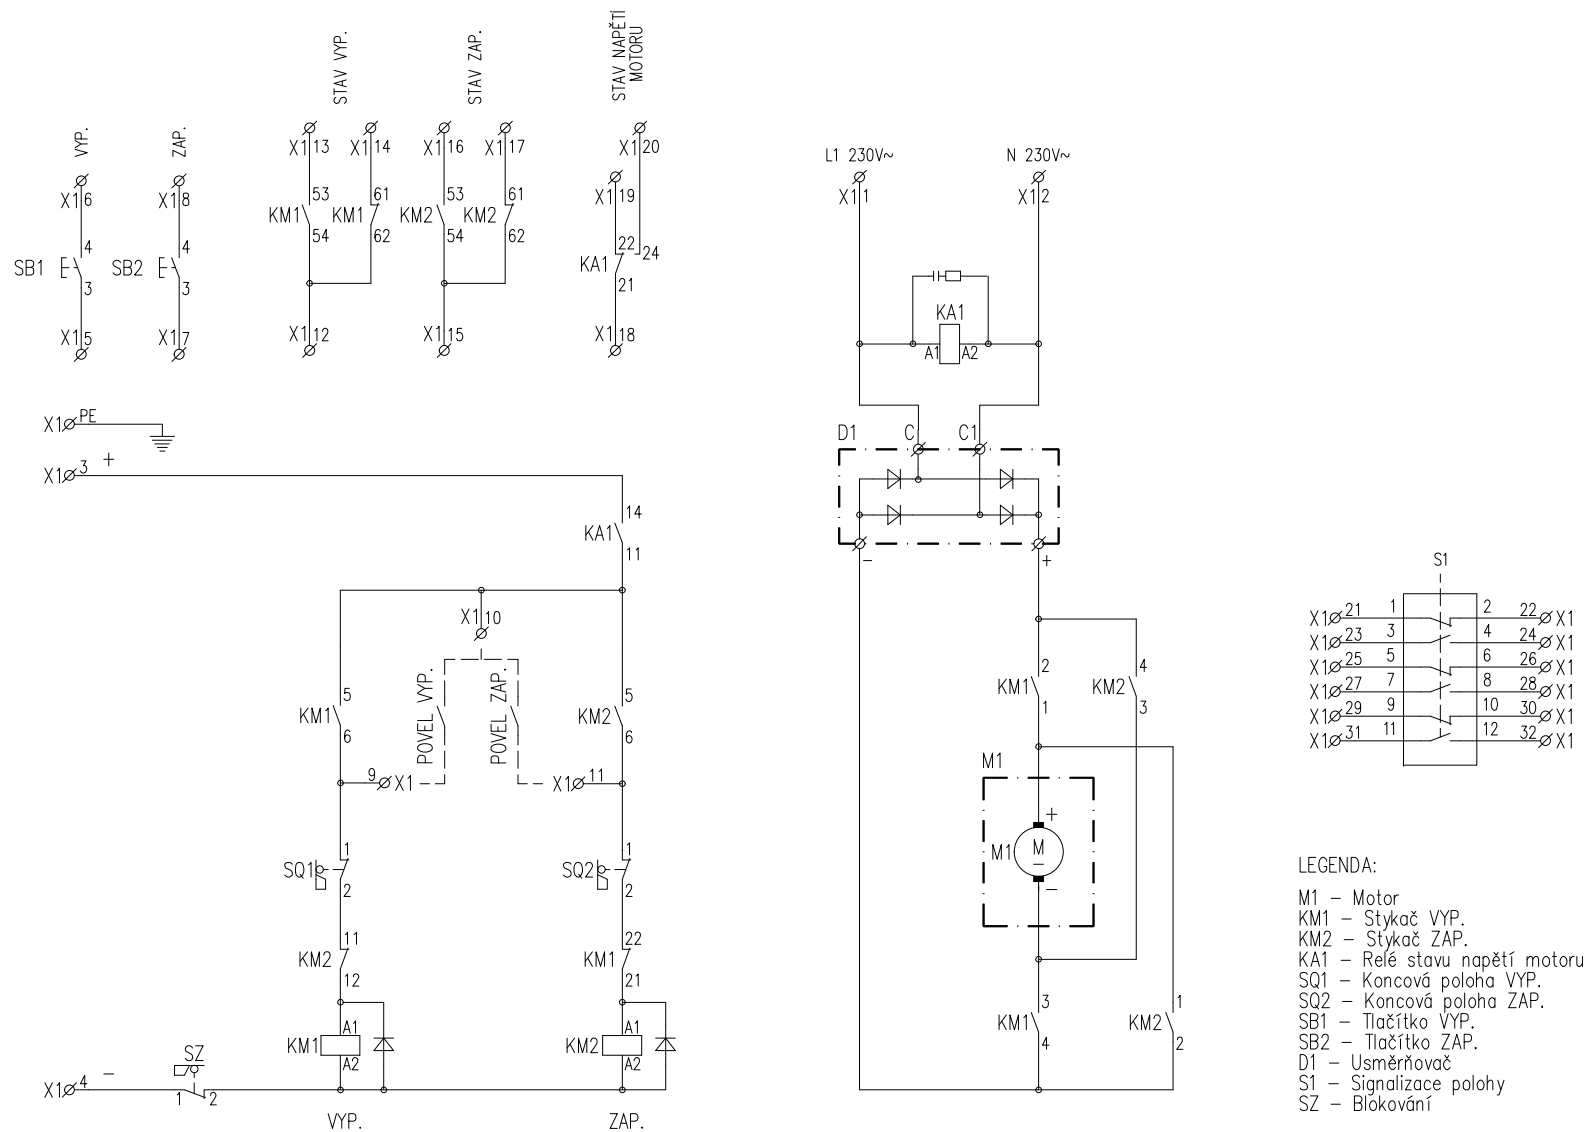 STAV VYP.
STAV ZAP.
STAV NAPĚTÍ
MOTORU
VYP.
ZAP.
X1 13
X1 14
X1 16
X1 17
X1 20
L1 230V~
N 230V~
X1 6
X1 8
X1 19
X1 1
X1 2
53
61
53
61
KM1
KM1
KM2
KM2
54
62
54
62
4
4
22
24
SB1
SB2
KA1
3
3
21
KA1
X1 5
X1 7
X1 12
X1 15
X1 18
A1
A2
X1 PE
D1
C
C1
X1 3 +
14
KA1
11
-
+
S1
X1 10
X1 21 1 2 22 X1
X1 23 3 4 24 X1
X1 25 5 6 26 X1
X1 27 7 8 28 X1
X1 29 9 10 30 X1
X1 31 11 12 32 X1
POVEL VYP.
POVEL ZAP.
5
5
KM1
KM2
6
6
2
4
KM1
KM2
1
3
9 X1
X1 11
M1
+
M1
M
–
–
1
1
SQ1
SQ2
2
2
11
22
KM2
KM1
12
21
3
1
KM1
KM2
4
2
A1
A1
KM1
KM2
A2
A2
SZ
X1 4 –
1
2
VYP.
ZAP.
LEGENDA:
M1 – Motor
KM1 – Stykač VYP.
KM2 – Stykač ZAP.
KA1 – Relé stavu napětí motoru
SQ1 – Koncová poloha VYP.
SQ2 – Koncová poloha ZAP.
SB1 – Tlačítko VYP.
SB2 – Tlačítko ZAP.
D1 – Usměrňovač
S1 – Signalizace polohy
SZ – Blokování